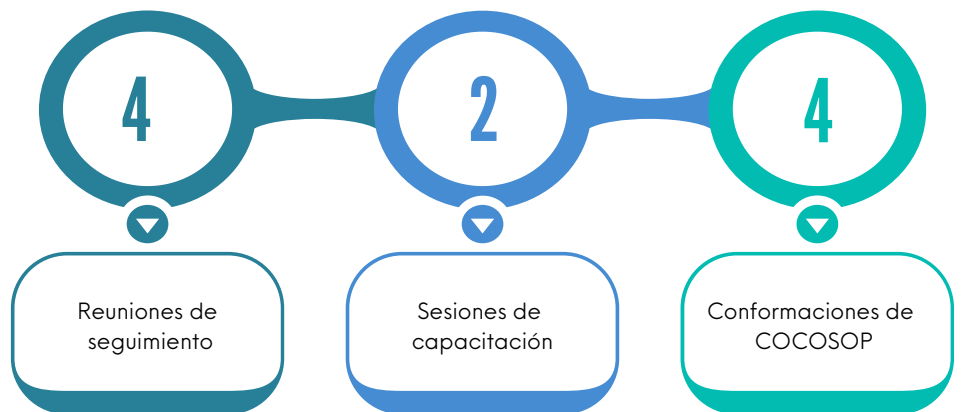 4
2
4
Reuniones de
seguimiento
Sesiones de
capacitación
Conformaciones de
COCOSOP